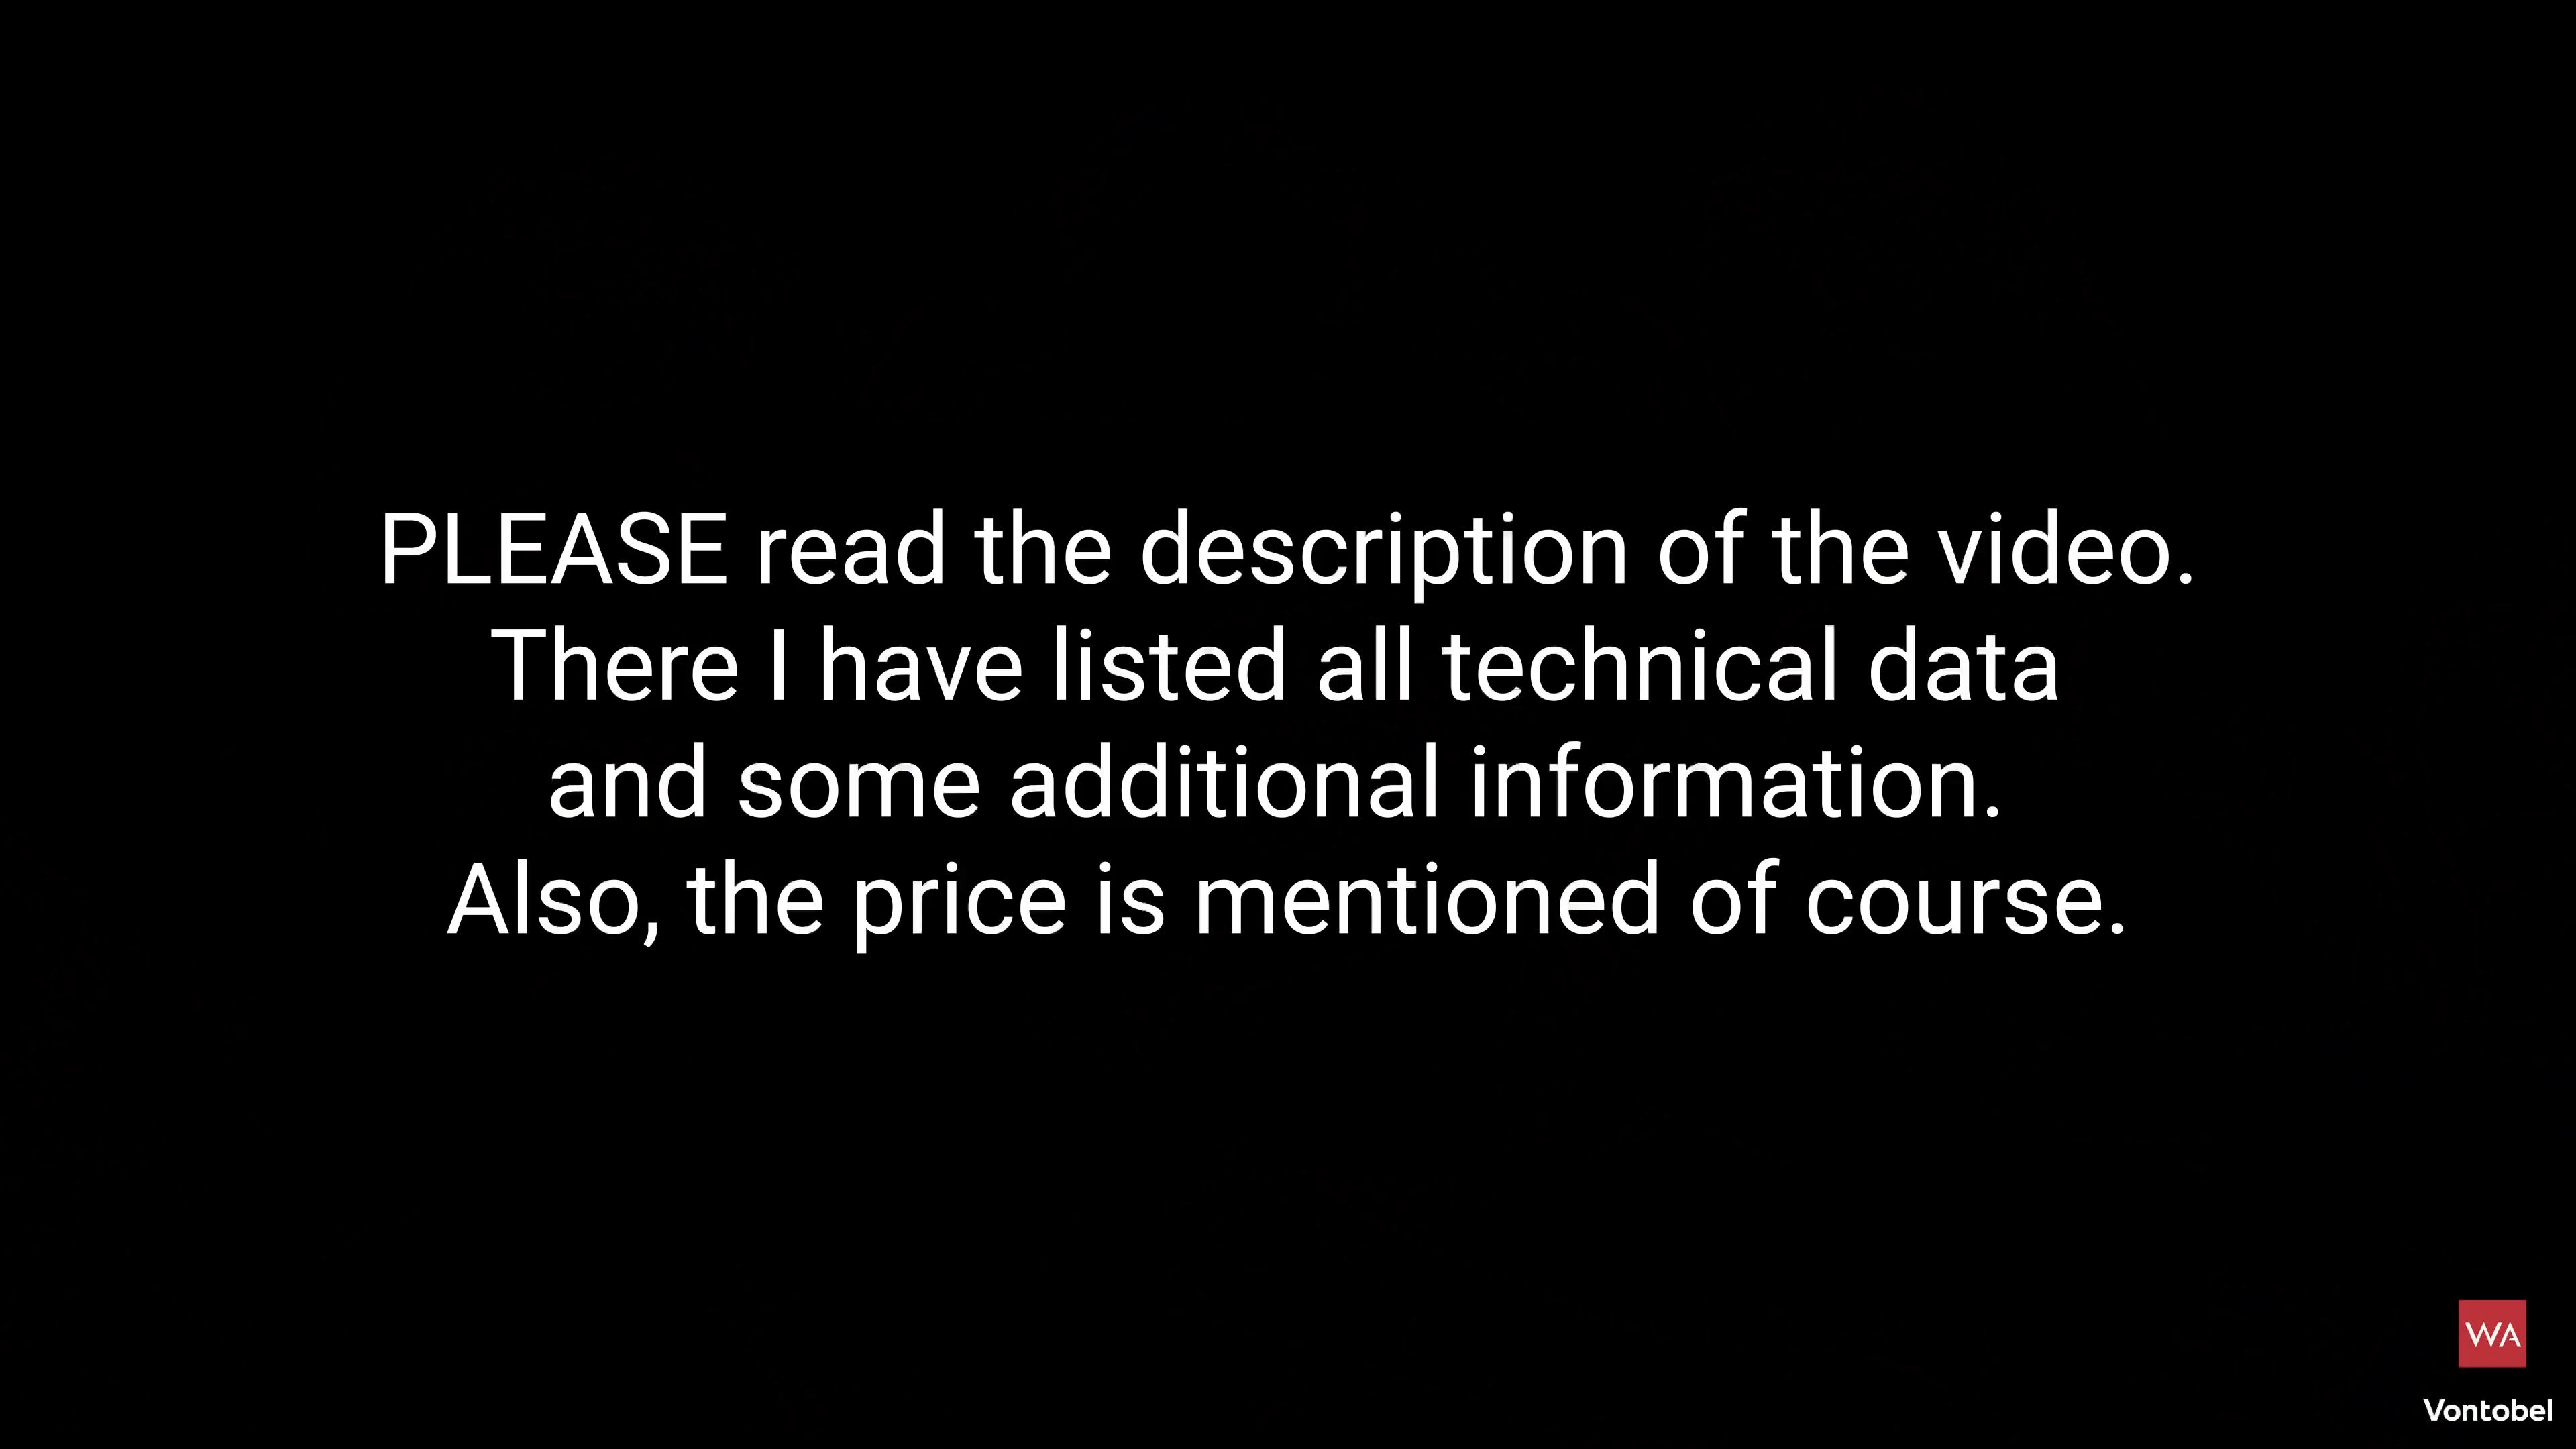 PLEASE read the description of the video.
There I have listed all technical data
and some additional information.
Also, the price is mentioned of course.
WA
Vontobel